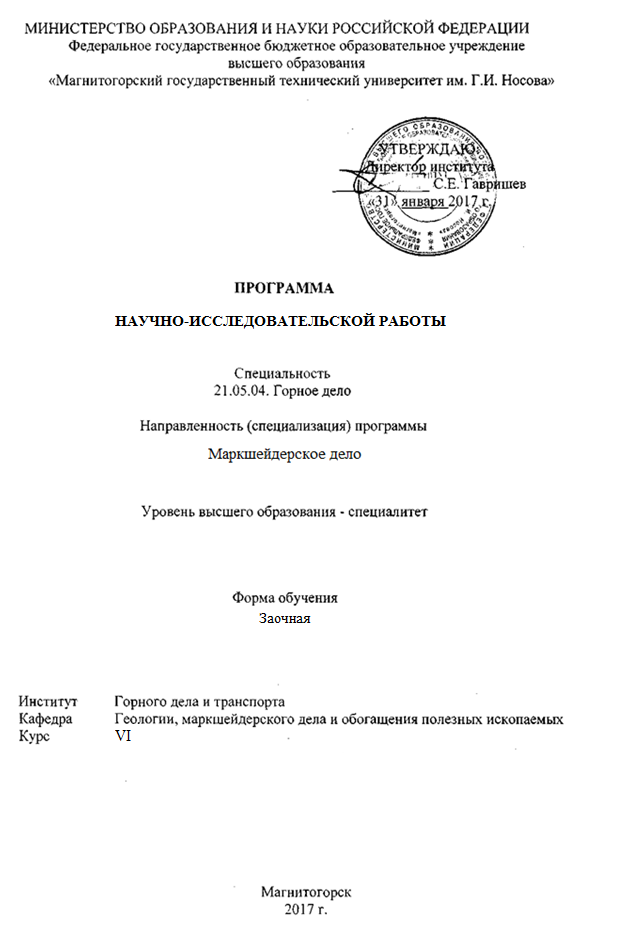 МИНИСТЕРСТВО ОБРАЗОВАНИЯ И НАУКИ РОССИЙСКОЙ ФЕДЕРАЦИИ
Федеральное государственное бюджетное образовательное учреждение
высшего образования
«Магнитогорский государственный технический университет им. Г.И. Носова»
УТВЕРЖДАЮ
Директор института
С.Е. Гавришев
«31» января 2017 г.
ПРОГРАММА
НАУЧНО-ИССЛЕДОВАТЕЛЬСКОЙ РАБОТЫ
Специальность
21.05.04. Горное дело
Направленность (специализация) программы
Маркшейдерское дело
Уровень высшего образования - специалитет
Форма обучения
Заочная
Институт Горного дела и транспорта
Кафедра Геологии, маркшейдерского дела и обогащения полезных ископаемых
Курс VI
Магнитогорск
2017 г.